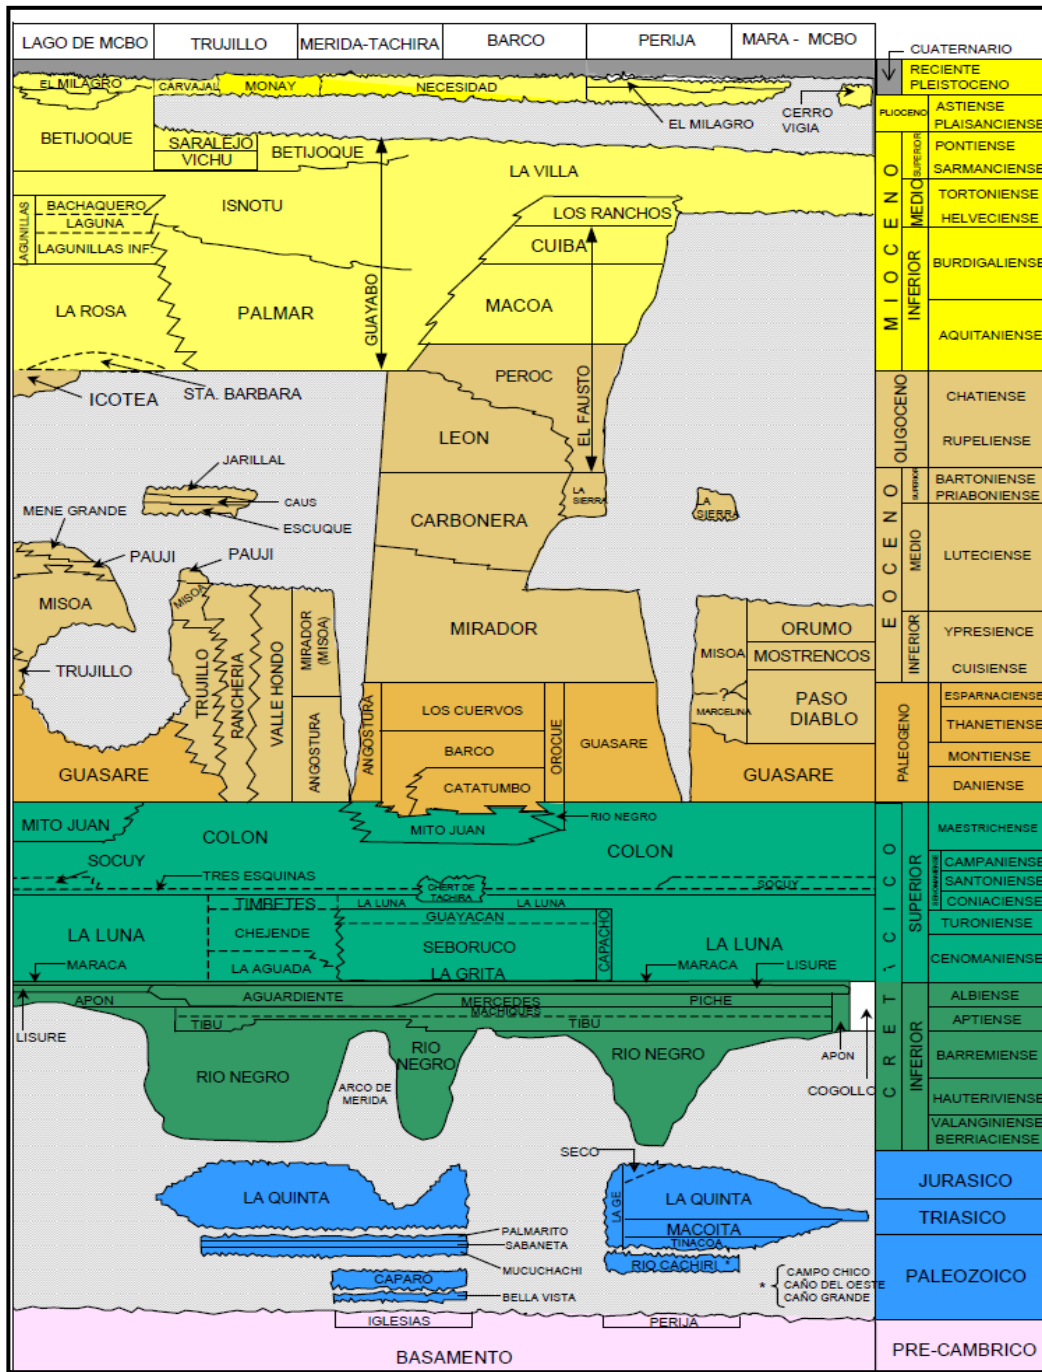 LAGO DE MCBO
TRUJILLO
MERIDA-TACHIRA
BARCO
PERIJA
MARA - MCBO
CUATERNARIO
EL MILAGRO
CARVAJAL
MONAY
NECESIDAD
EL MILAGRO
CERRO
VIGIA
RECIENTE
PLEISTOCENO
PLIOCENO
ASTIENSE
PLAISANCIENSE
BETIJOQUE
SARALEJO
VICHU
BETIJOQUE
LA VILLA
MIOCENO
SUPERIOR
PONTIENSE
SARMANCIENSE
LAGUNILLAS
BACHAQUERO
LAGUNA
LAGUNILLAS INF.
ISNOTU
LOS RANCHOS
CUIBA
MEDIO
TORTONIENSE
HELVECIENSE
LA ROSA
PALMAR
GUAYABO
MACOA
INFERIOR
BURDIGALIENSE
AQUITANIENSE
ICOTEA
STA. BARBARA
PEROC
LEON
EL FAUSTO
OLIGOCENO
CHATIENSE
RUPELIENSE
JARILLAL
CAUS
ESCUQUE
MENE GRANDE
PAUJI
PAUJI
CARBONERA
LA
SIERRA
LA
SIERRA
EOCENO
SUPERIOR
BARTONIENSE
PRIABONIENSE
MEDIO
LUTECIENSE
MISOA
MISOA
TRUJILLO
TRUJILLO
RANCHERIA
VALLE HONDO
MIRADOR
(MISOA)
MIRADOR
MISOA
ORUMO
MOSTRENCOS
INFERIOR
YPRESIENCE
CUISIENSE
ANGOSTURA
ANGOSTURA
LOS CUERVOS
BARCO
CATATUMBO
OROCUE
GUASARE
?
MARCELINA
PASO
DIABLO
PALEOGENO
ESPARNACIENSE
THANETIENSE
MONTIENSE
DANIENSE
GUASARE
GUASARE
MITO JUAN
COLON
MITO JUAN
RIO NEGRO
COLON
CRETACICO
SUPERIOR
MAESTRICHENSE
SOCUY
TRES ESQUINAS
CHERT DE
TACHIRA
SOCUY
CAMPANIENSE
SANTONIENSE
CONIACIENSE
LA LUNA
TIMBETES
CHEJENDE
LA AGUADA
LA LUNA
LA LUNA
GUAYACAN
SEBORUCO
LA GRITA
CAPACHO
LA LUNA
TURONIENSE
CENOMANIENSE
MARACA
MARACA
LISURE
APON
AGUARDIENTE
MERCEDES
PICHE
MACHIQUES
LISURE
TIBU
TIBU
APON
COGOLLO
INFERIOR
ALBIENSE
APTIENSE
BARREMIENSE
HAUTERIVIENSE
VALANGINIENSE
BERRIACIENSE
RIO NEGRO
ARCO DE
MERIDA
RIO
NEGRO
RIO NEGRO
SECO
LA QUINTA
LA GE
LA QUINTA
MACOITA
TINACOA
RIO CACHIRI *
JURASICO
TRIASICO
PALMARITO
SABANETA
MUCUCHACHI
CAPARO
BELLA VISTA
* CAMPO CHICO
CAÑO DEL OESTE
CAÑO GRANDE
PALEOZOICO
IGLESIAS
PERIJA
BASAMENTO
PRE-CAMBRICO